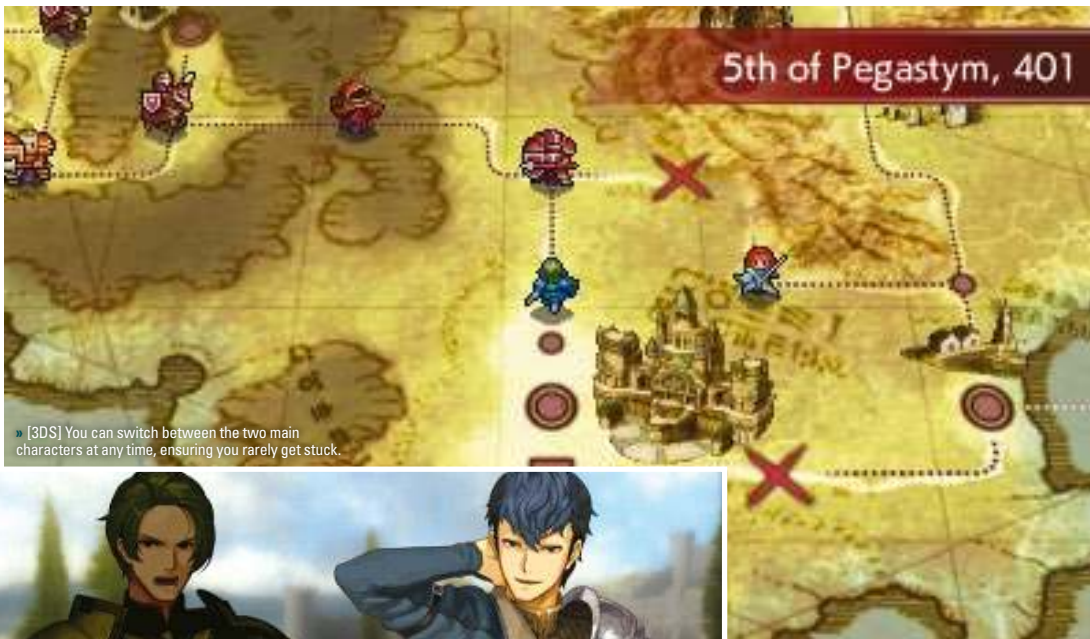 5th of Pegastym, 401
» [3DS] You can switch between the two main
characters at any time, ensuring you rarely get stuck.